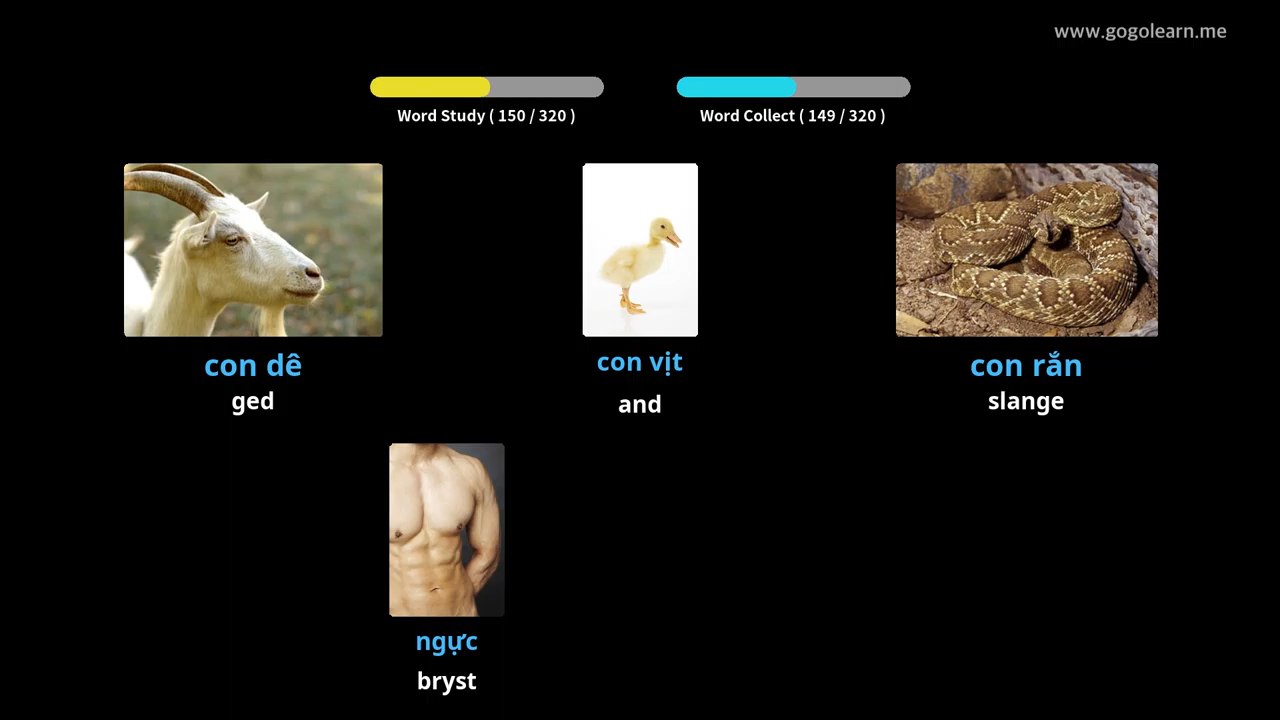 www.gogolearn.me
Word Study ( 150 / 320 )
Word Collect ( 149 / 320 )
con dê
ged
con vịt
and
con rắn
slange
ngực
bryst